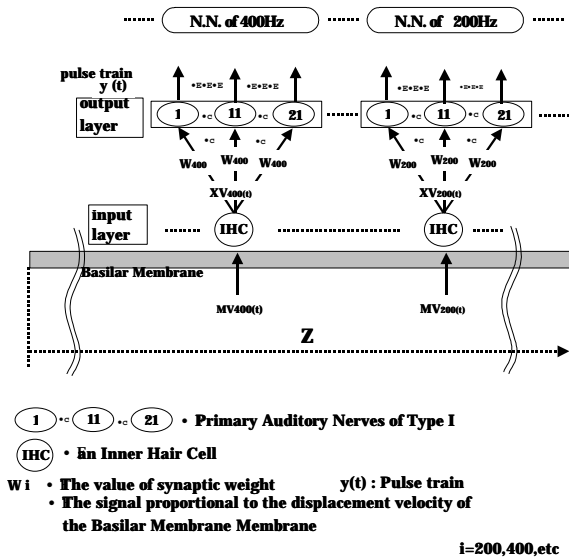 N.N. of 400Hz N.N. of 200Hz
pulse train
y (t)
•E•E•E •E•E•E •E•E•E •E•E•E
output
layer
1 •c 11 •c 21 1 •c 11 •c 21
•c •c
W400 W400 W400 W200 W200 W200
XV400(t) XV200(t)
input
layer
IHC IHC
Basilar Membrane
MV400(t) MV200(t)
Z
1 •c 11 •c 21 • Primary Auditory Nerves of Type I
IHC • an Inner Hair Cell
W i • The value of synaptic weight y(t) : Pulse train
• The signal proportional to the displacement velocity of
the Basilar Membrane Membrane
i=200,400,etc